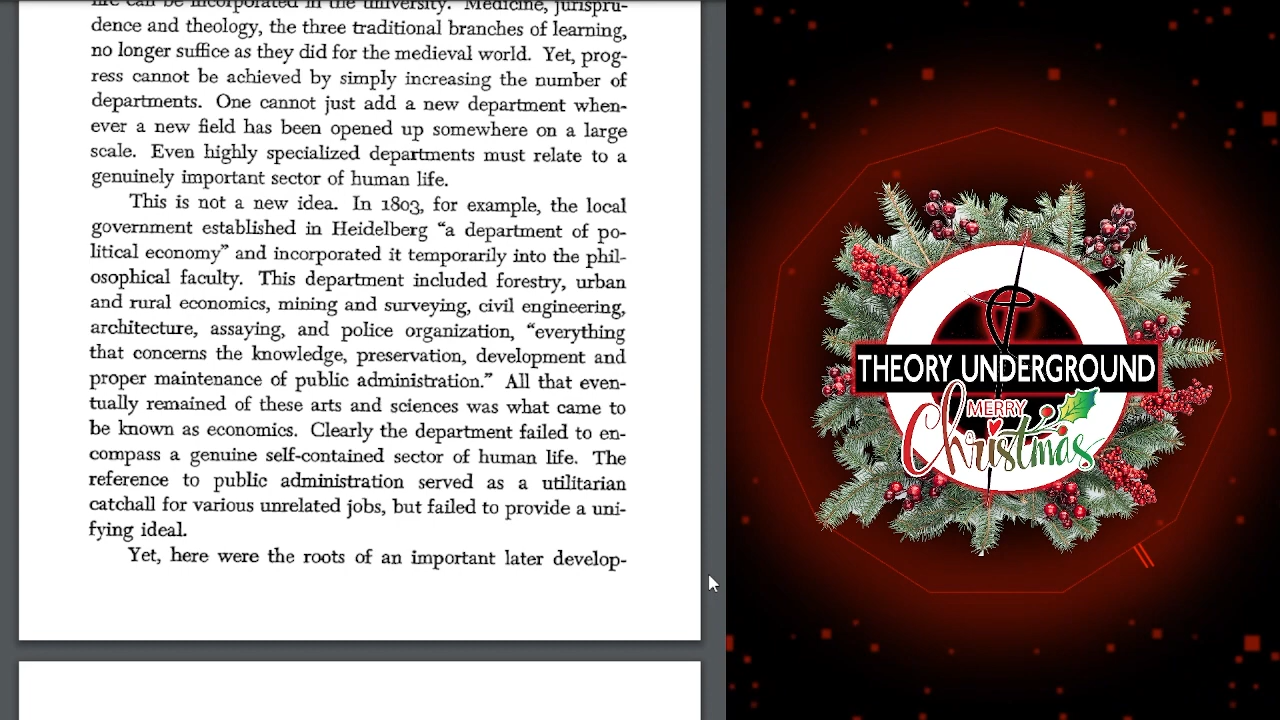 life can be incorporated in the university. Medicine, jurispru-
dence and theology, the three traditional branches of learning,
no longer suffice as they did for the medieval world. Yet, prog-
ress cannot be achieved by simply increasing the number of
departments. One cannot just add a new department when-
ever a new field has been opened up somewhere on a large
scale. Even highly specialized departments must relate to a
genuinely important sector of human life.
This is not a new idea. In 1803, for example, the local
government established in Heidelberg “a department of po-
litical economy” and incorporated it temporarily into the phil-
osophical faculty. This department included forestry, urban
and rural economics, mining and surveying, civil engineering,
architecture, assaying, and police organization, “everything
that concerns the knowledge, preservation, development and
proper maintenance of public administration.” All that even-
tually remained of these arts and sciences was what came to
be known as economics. Clearly the department failed to en-
compass a genuine self-contained sector of human life. The
reference to public administration served as a utilitarian
catchall for various unrelated jobs, but failed to provide a uni-
fying ideal.
Yet, here were the roots of an important later develop-
THEORY UNDERGROUND
MERRY
Christmas